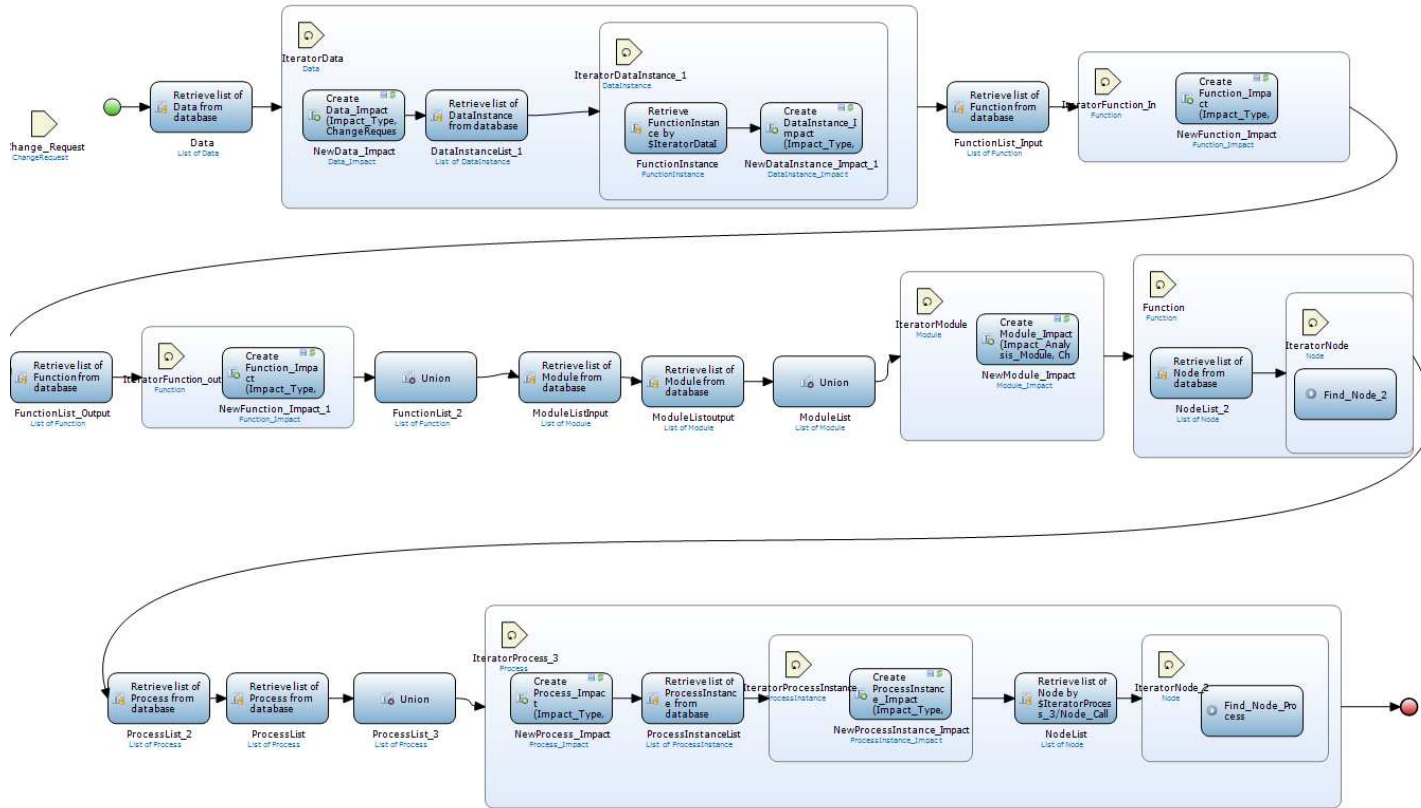 Change_Request
ChangeRequest
Retrieve list of
Data from
database
Data
List of Data
IteratorData
Data
Create
Data_Impact
(Impact_Type,
ChangeReques
NewData_Impact
Data_Impact
Retrieve list of
DataInstance
from database
DataInstanceList_1
List of DataInstance
IteratorDataInstance_1
DataInstance
Retrieve
FunctionInstan
ce by
$IteratorDataI
FunctionInstance
FunctionInstance
Create
DataInstance_I
mpact
(Impact_Type,
NewDataInstance_Impact_1
DataInstance_Impact
Retrieve list of
Function from
database
FunctionList_Input
List of Function
IteratorFunction_In
Function
Create
Function_Impa
ct
(Impact_Type,
NewFunction_Impact
Function_Impact
Retrieve list of
Function from
database
FunctionList_Output
List of Function
IteratorFunction_out
Function
Create
Function_Impa
ct
(Impact_Type,
NewFunction_Impact_1
Function_Impact
Union
FunctionList_2
List of Function
Retrieve list of
Module from
database
ModuleListInput
List of Module
Retrieve list of
Module from
database
ModuleListoutput
List of Module
Union
ModuleList
List of Module
IteratorModule
Module
Create
Module_Impact
(Impact_Analy
sis_Module, Ch
NewModule_Impact
Module_Impact
Function
Function
Retrieve list of
Node from
database
NodeList_2
List of Node
IteratorNode
Node
Find_Node_2
Retrieve list of
Process from
database
ProcessList_2
List of Process
Retrieve list of
Process from
database
ProcessList
List of Process
Union
ProcessList_3
List of Process
IteratorProcess_3
Process
Create
Process_Impac
t
(Impact_Type,
NewProcess_Impact
Process_Impact
Retrieve list of
ProcessInstanc
e from
database
ProcessInstanceList
List of ProcessInstance
IteratorProcessInstance
ProcessInstance
Create
ProcessInstanc
e_Impact
(Impact_Type,
NewProcessInstance_Impact
ProcessInstance_Impact
Retrieve list of
Node by
$IteratorProces
s_3/Node_Call
NodeList
List of Node
IteratorNode_2
Node
Find_Node_Pr
ocess